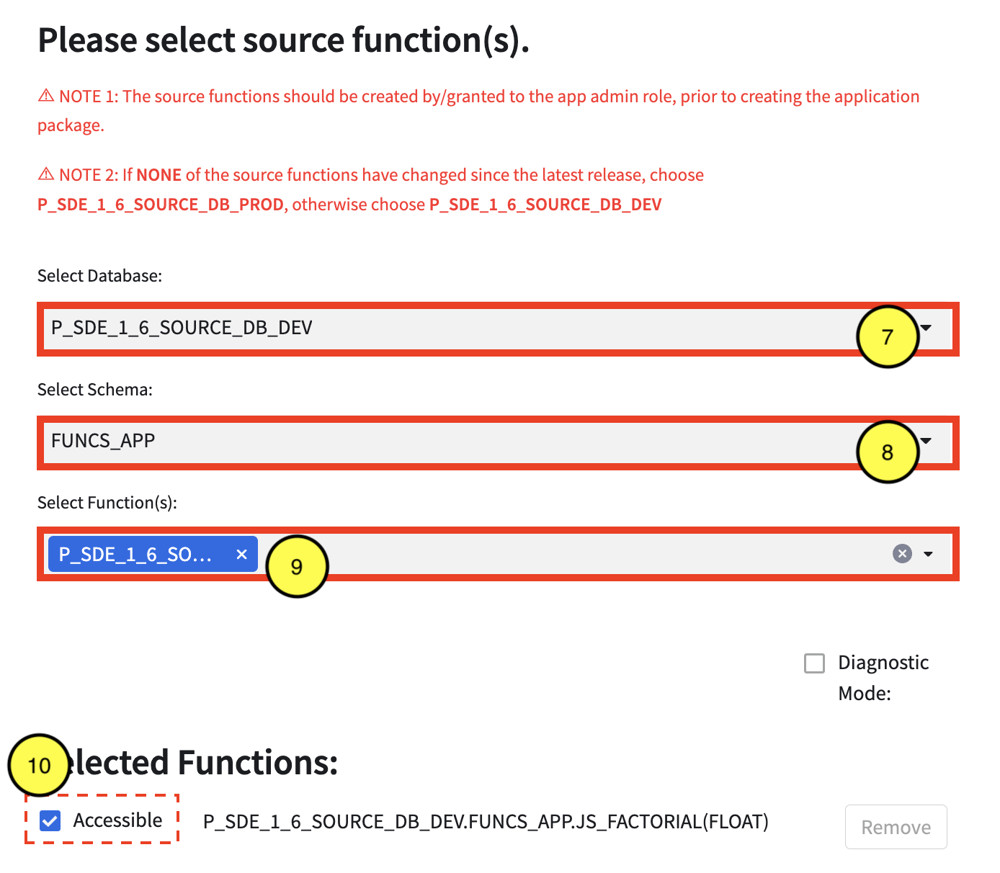 Please select source function(s).
⚠ NOTE 1: The source functions should be created by/granted to the app admin role, prior to creating the application
package.
⚠ NOTE 2: If NONE of the source functions have changed since the latest release, choose
P_SDE_1_6_SOURCE_DB_PROD, otherwise choose P_SDE_1_6_SOURCE_DB_DEV
Select Database:
P_SDE_1_6_SOURCE_DB_DEV
7
Select Schema:
FUNCS_APP
8
Select Function(s):
P_SDE_1_6_SO...
9
Diagnostic
Mode:
10
elected Functions:
Accessible
P_SDE_1_6_SOURCE_DB_DEV.FUNCS_APP.JS_FACTORIAL(FLOAT)
Remove